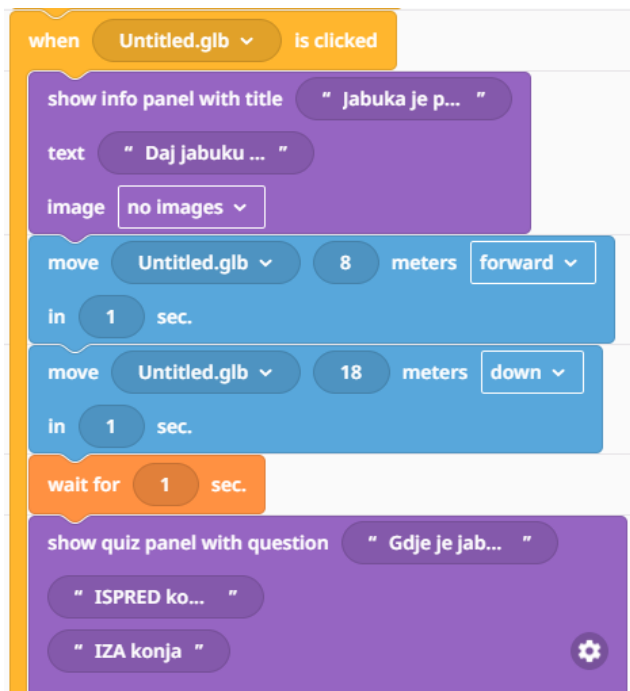 when Untitled.glb is clicked
show info panel with title " Jabuka je p... "
text " Daj jabuku ... "
image no images
move Untitled.glb 8 meters forward
in 1 sec.
move Untitled.glb 18 meters down
in 1 sec.
wait for 1 sec.
show quiz panel with question " Gdje je jab... "
" ISPRED ko... "
" IZA konja "